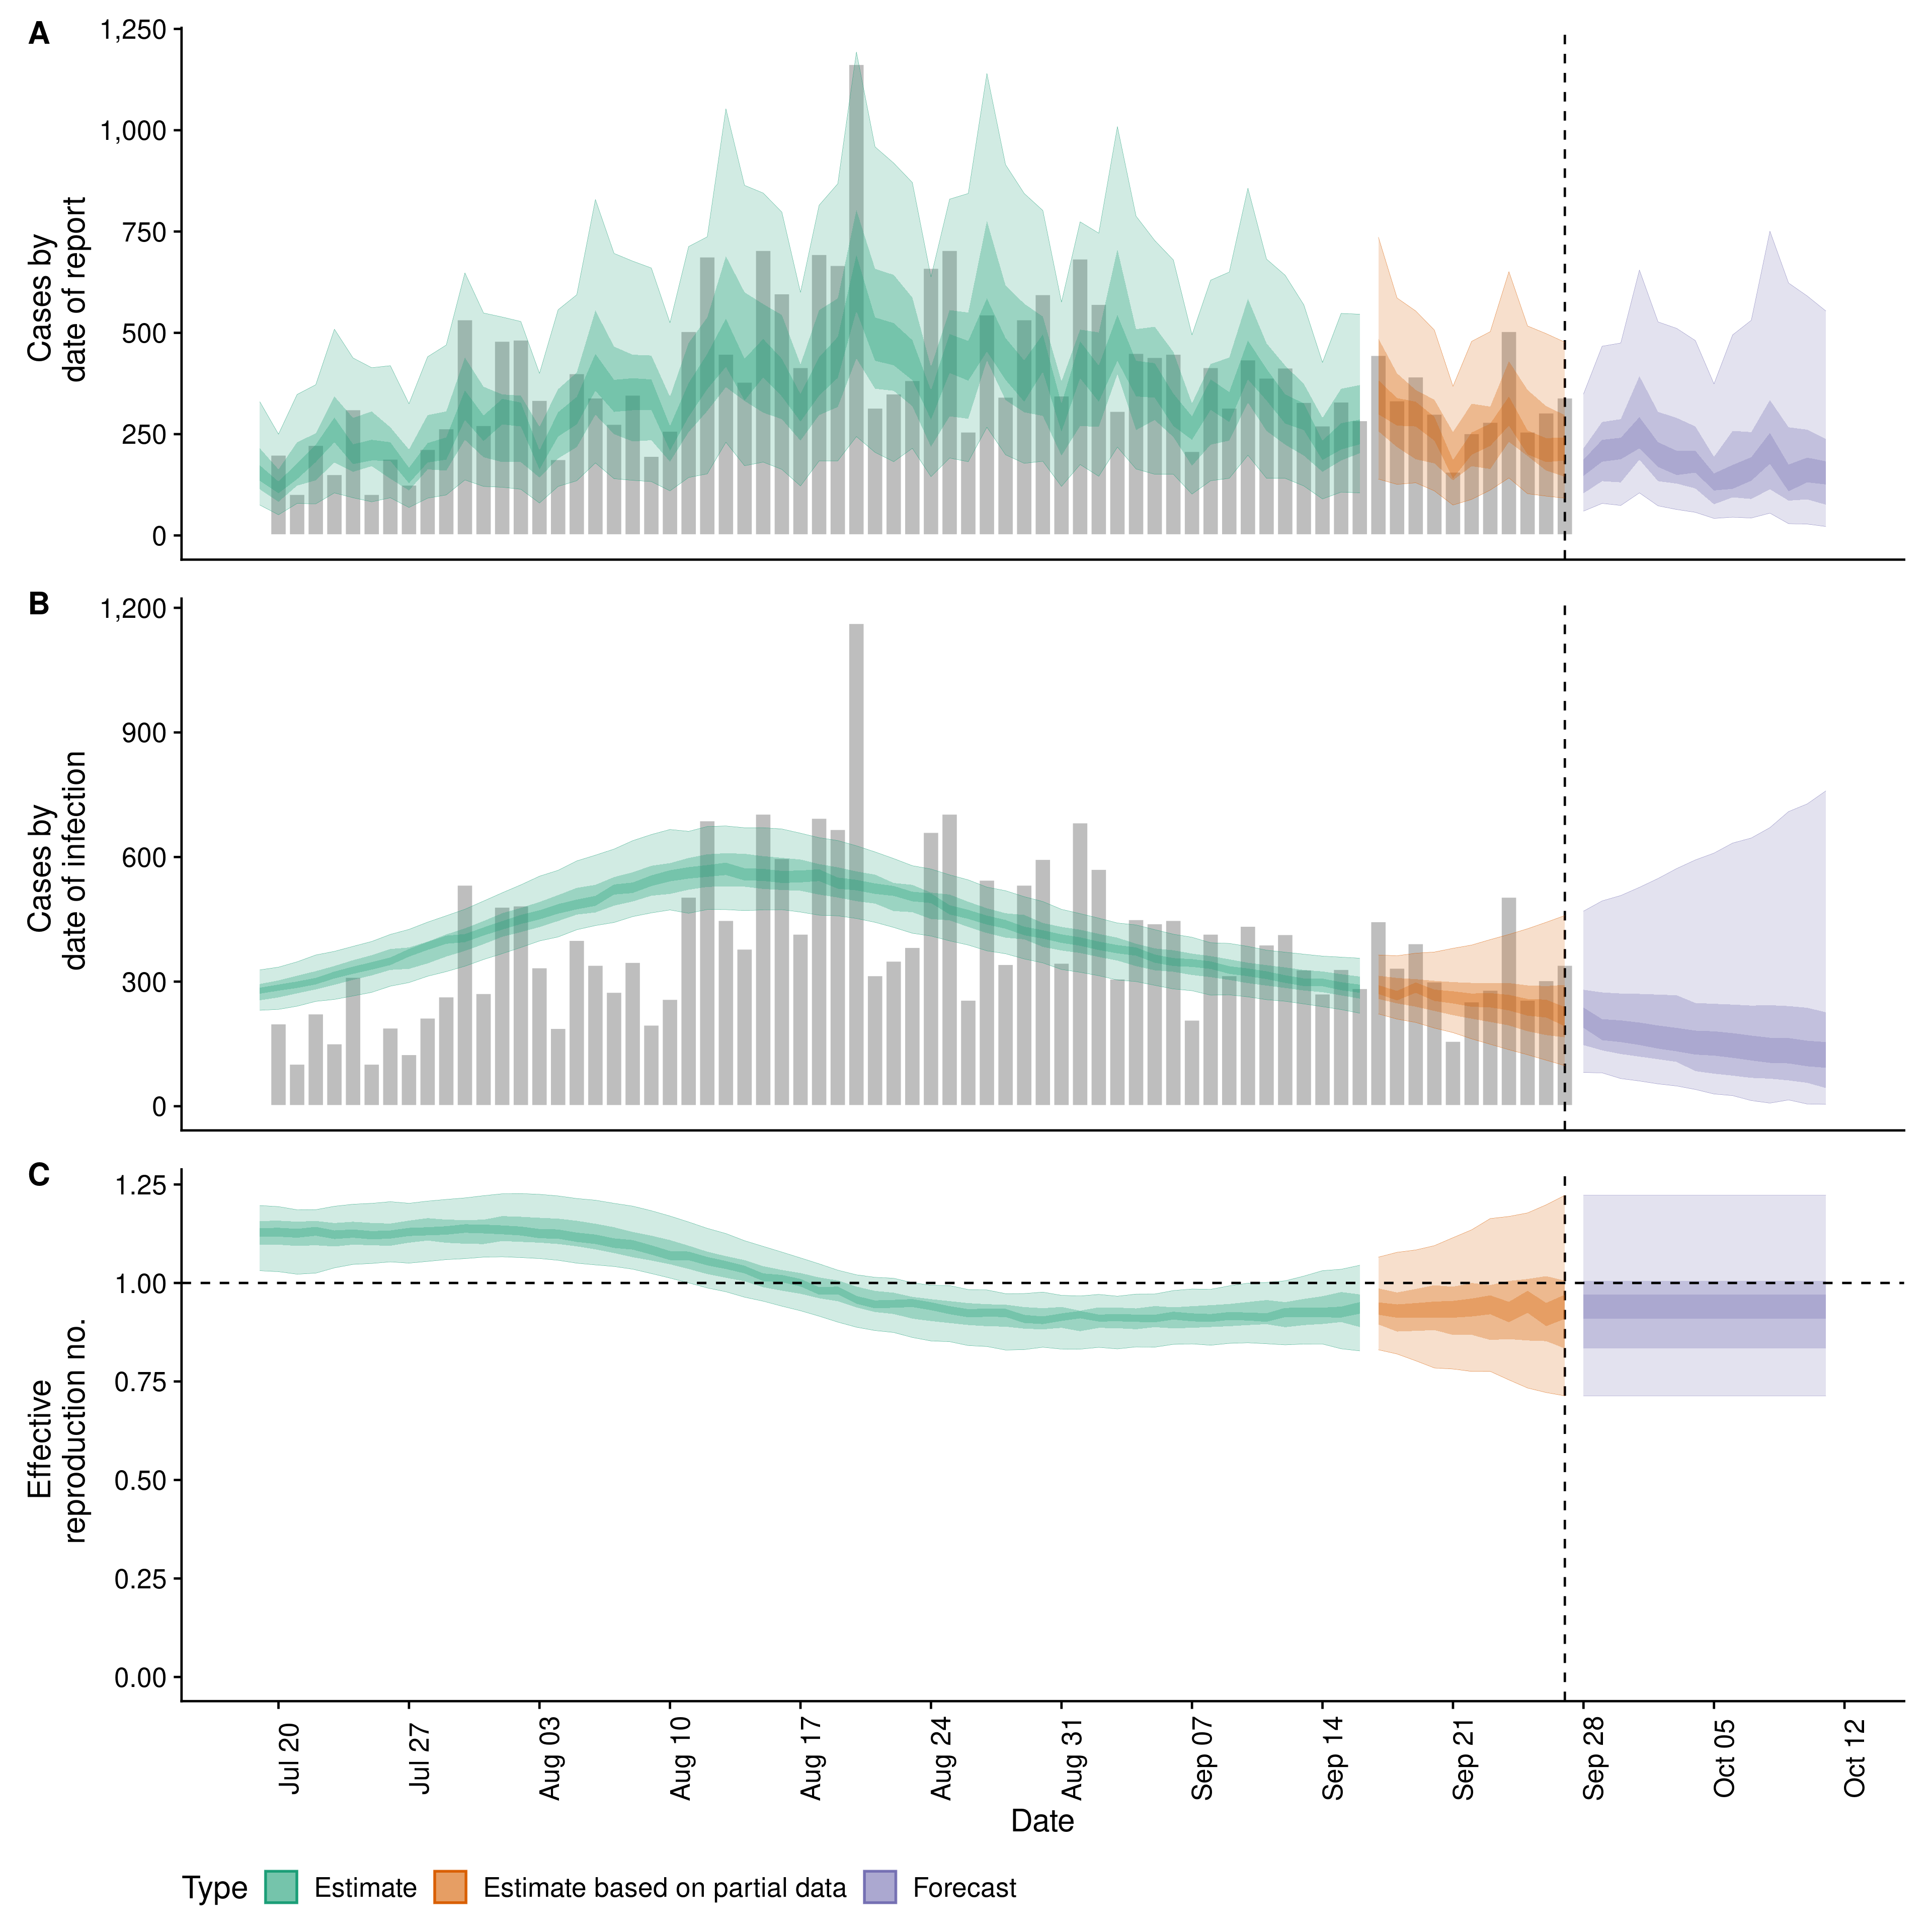 A
Cases by
date of report
1,250
1,000
750
500
250
0
B
Cases by
date of infection
1,200
900
600
300
0
C
Effective
reproduction no.
1.25
1.00
0.75
0.50
0.25
0.00
Jul 20
Jul 27
Aug 03
Aug 10
Aug 17
Aug 24
Aug 31
Sep 07
Sep 14
Sep 21
Sep 28
Oct 05
Oct 12
Date
Type Estimate Estimate based on partial data Forecast